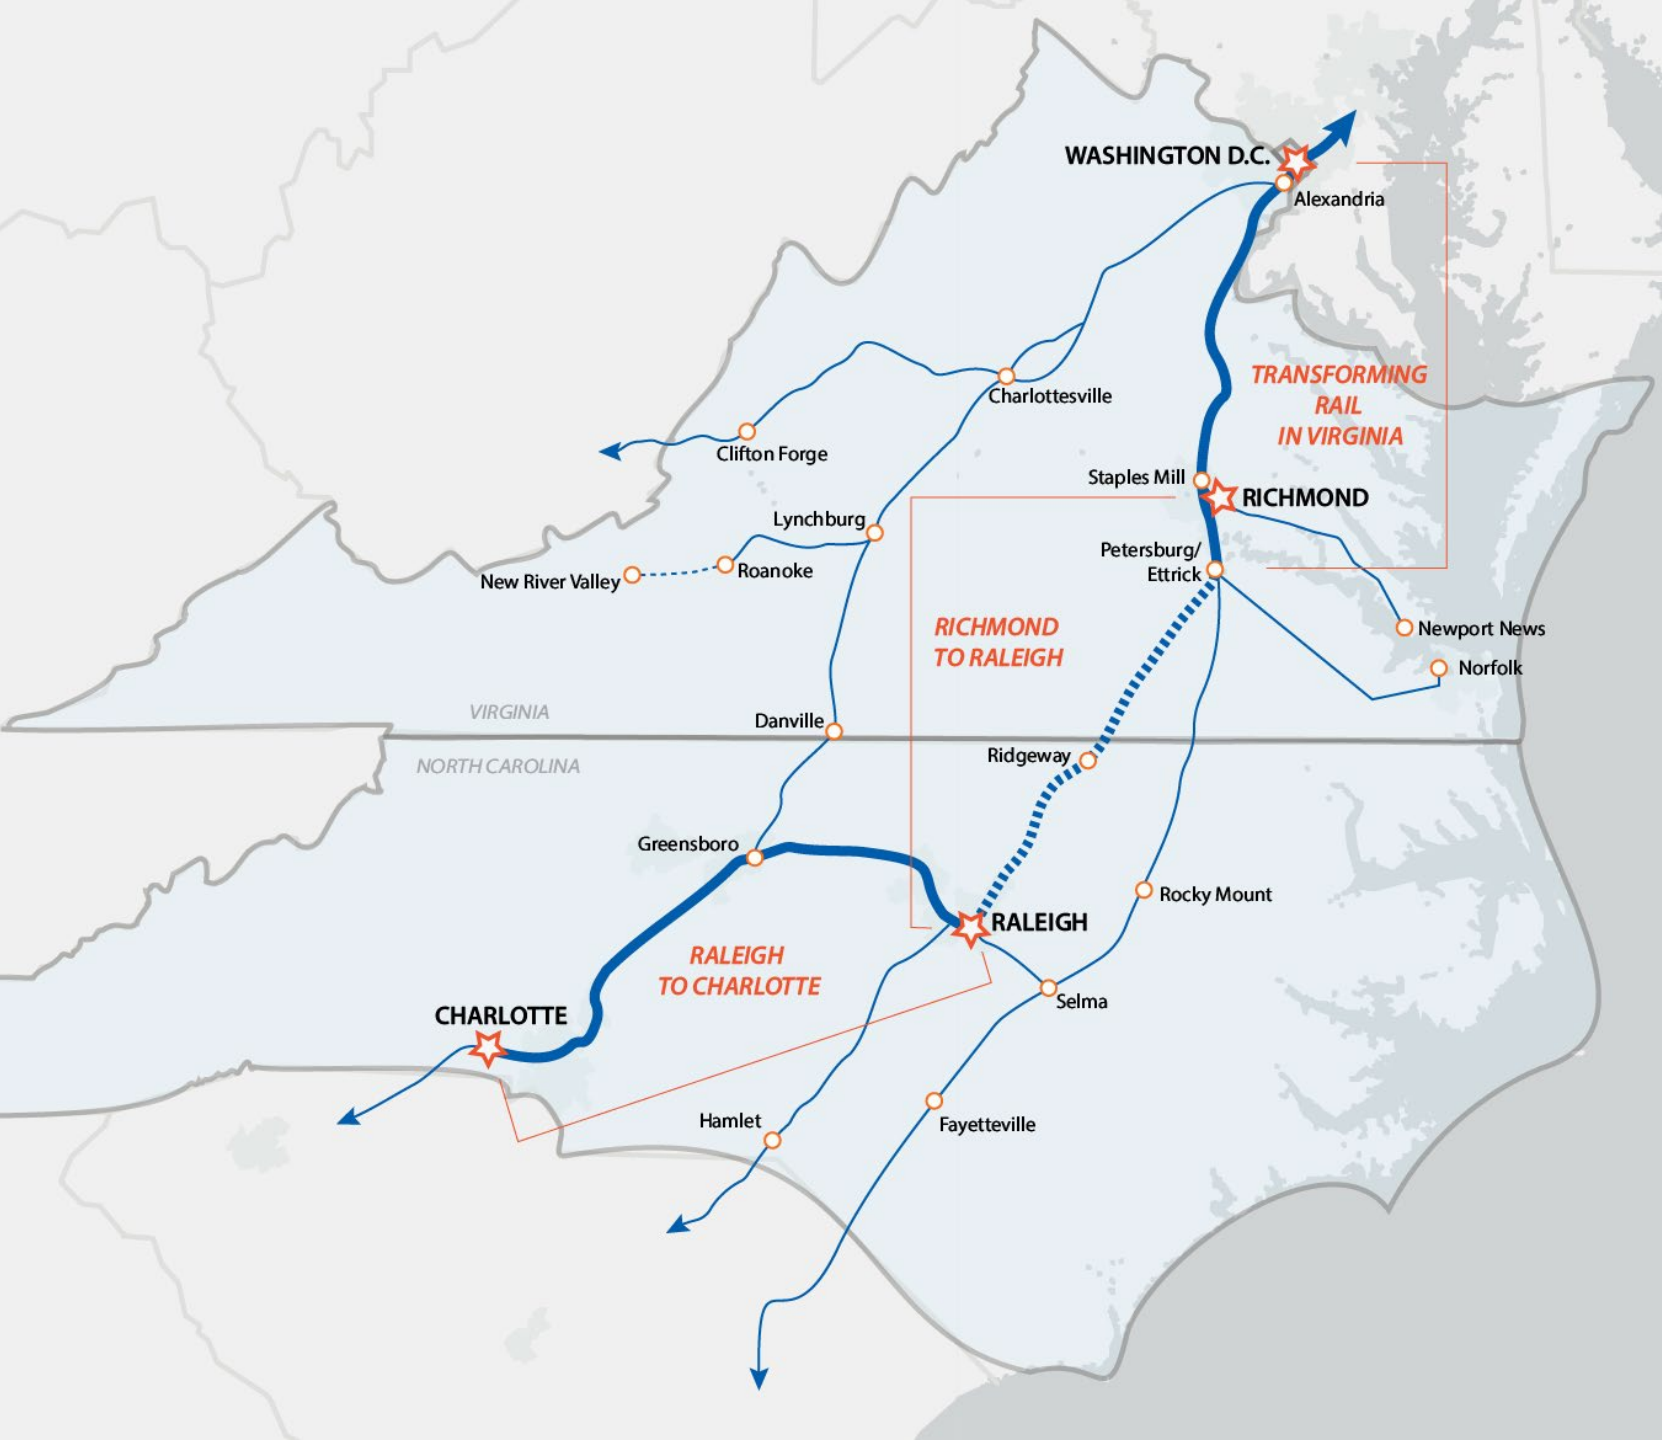 WASHINGTON D.C.
Alexandria
TRANSFORMING
RAIL
IN VIRGINIA
Charlottesville
Clifton Forge
Staples Mill
RICHMOND
Lynchburg
Petersburg/
Ettrick
Roanoke
New River Valley
RICHMOND
TO RALEIGH
Newport News
Norfolk
VIRGINIA
Danville
NORTH CAROLINA
Ridgeway
Greensboro
Rocky Mount
RALEIGH
RALEIGH
TO CHARLOTTE
Selma
CHARLOTTE
Hamlet
Fayetteville